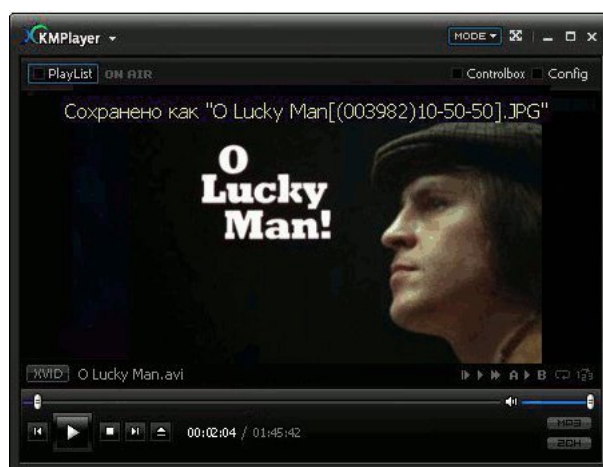 KMPlayer
MODE
PlayList ON AIR Controlbox Config
Сохранено как "O Lucky Man[(003982)10-50-50].JPG"
O
Lucky
Man!
XVID O Lucky Man.avi
A B
00:02:04 / 01:45:42
MP3
2CH